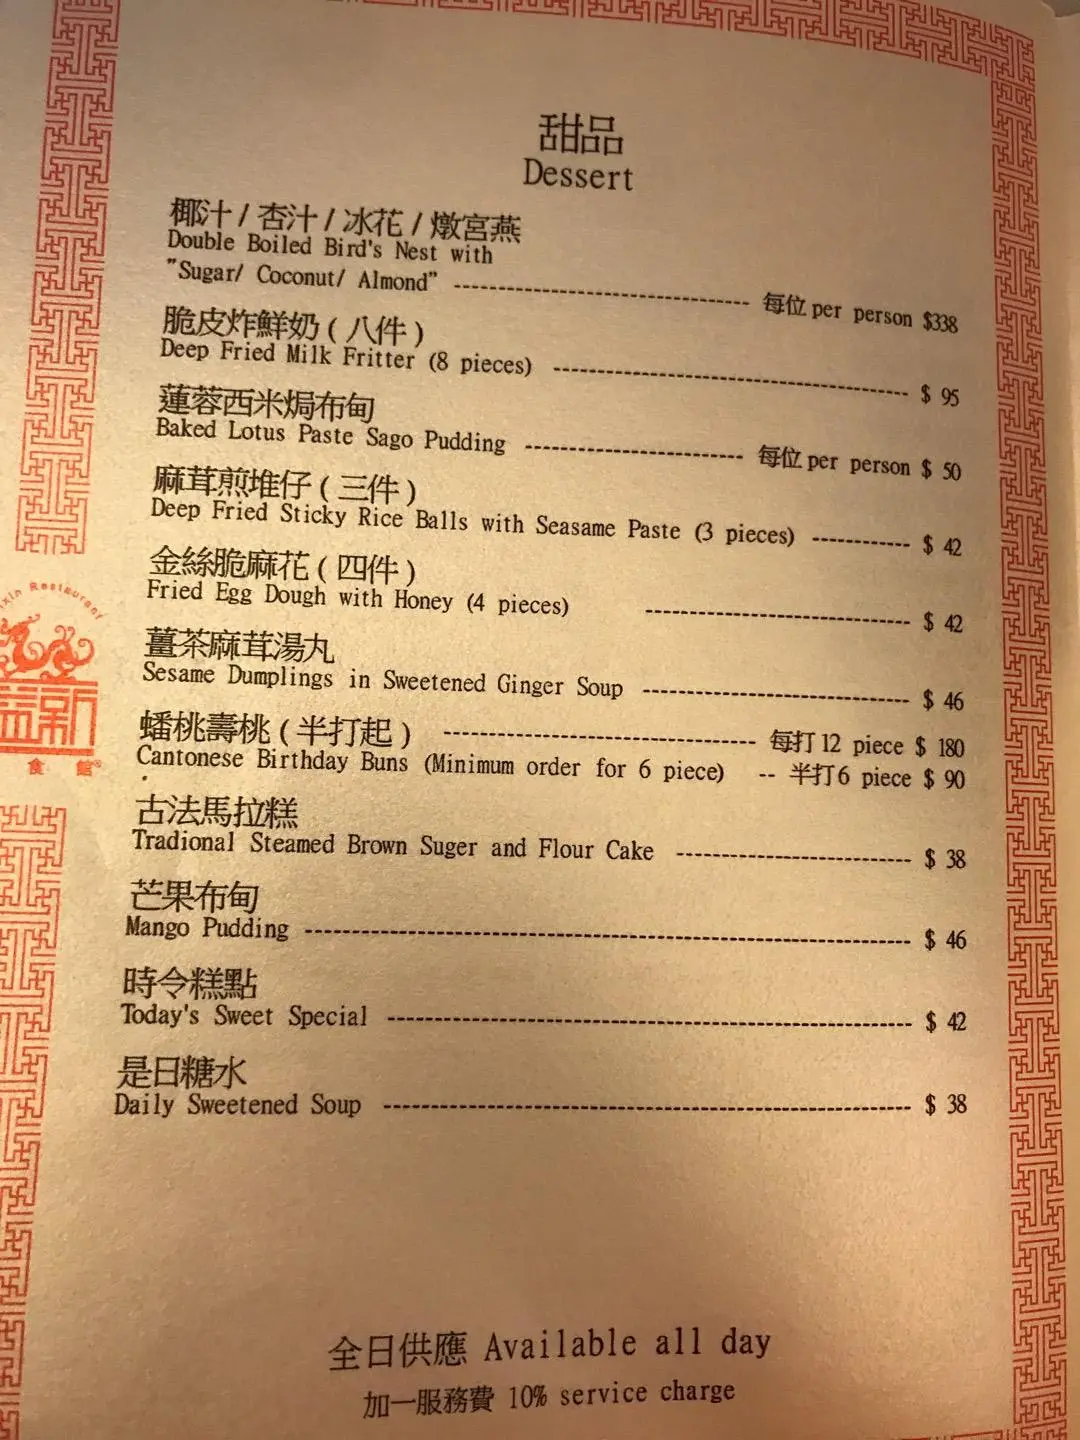 甜品
Dessert
椰汁 / 杏汁 / 冰花 / 燉宮燕
Double Boiled Bird's Nest with
"Sugar/ Coconut/ Almond" ---------- 每位 per person $338
脆皮炸鮮奶 ( 八件 )
Deep Fried Milk Fritter (8 pieces) ---------- $ 95
蓮蓉西米焗布甸
Baked Lotus Paste Sago Pudding ---------- 每位 per person $ 50
麻茸煎堆仔 ( 三件 )
Deep Fried Sticky Rice Balls with Seasame Paste (3 pieces) ---------- $ 42
金絲脆麻花 ( 四件 )
Fried Egg Dough with Honey (4 pieces) ---------- $ 42
薑茶麻茸湯丸
Sesame Dumplings in Sweetened Ginger Soup ---------- $ 46
蟠桃壽桃 ( 半打起 ) ---------- 每打 12 piece $ 180
Cantonese Birthday Buns (Minimum order for 6 piece) -- 半打6 piece $ 90
古法馬拉糕
Tradional Steamed Brown Suger and Flour Cake ---------- $ 38
芒果布甸
Mango Pudding ---------- $ 46
時令糕點
Today's Sweet Special ---------- $ 42
是日糖水
Daily Sweetened Soup ---------- $ 38
全日供應 Available all day
加一服務費 10% service charge
Restaurant
益新
食館